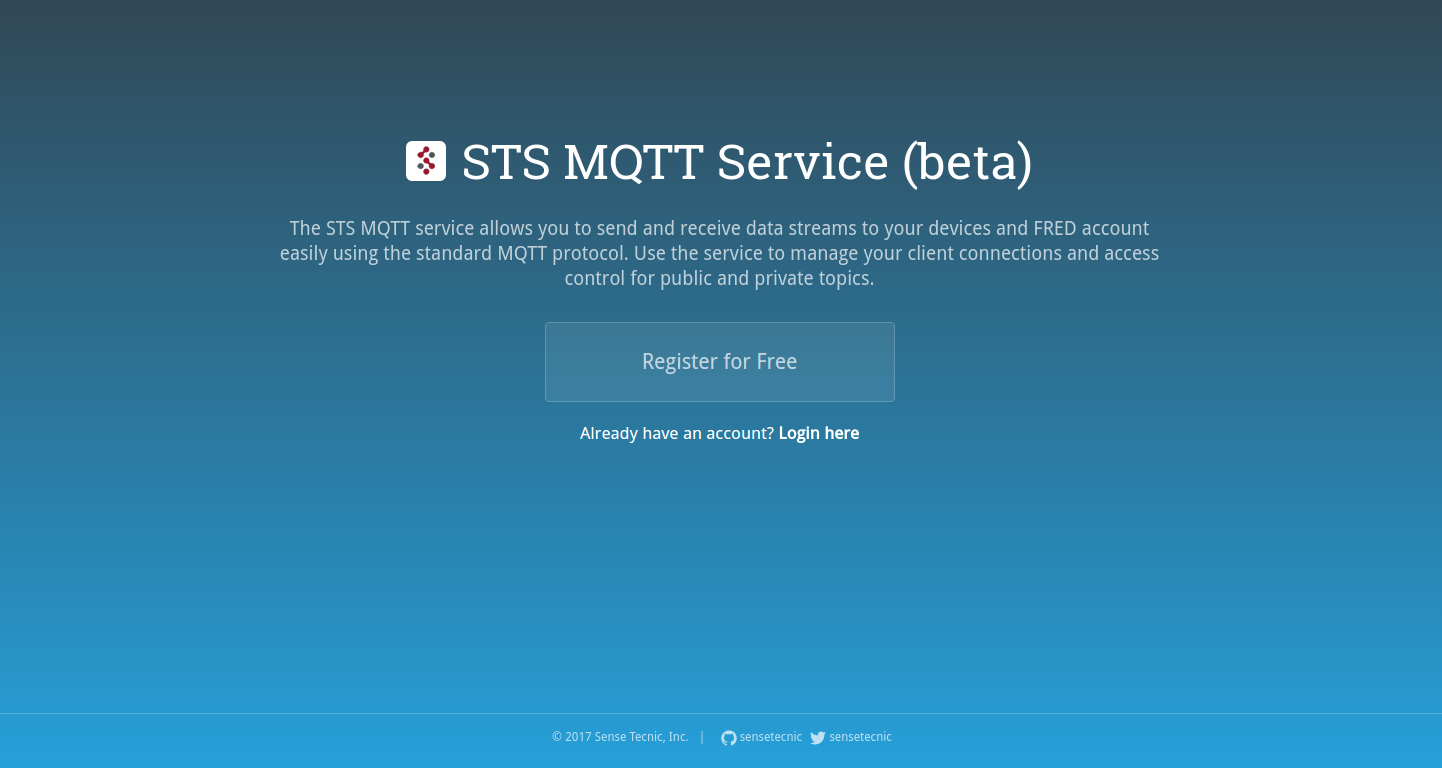 STS MQTT Service (beta)
The STS MQTT service allows you to send and receive data streams to your devices and FRED account
easily using the standard MQTT protocol. Use the service to manage your client connections and access
control for public and private topics.
Register for Free
Already have an account? Login here
© 2017 Sense Tecnic, Inc. | sensetecnic sensetecnic